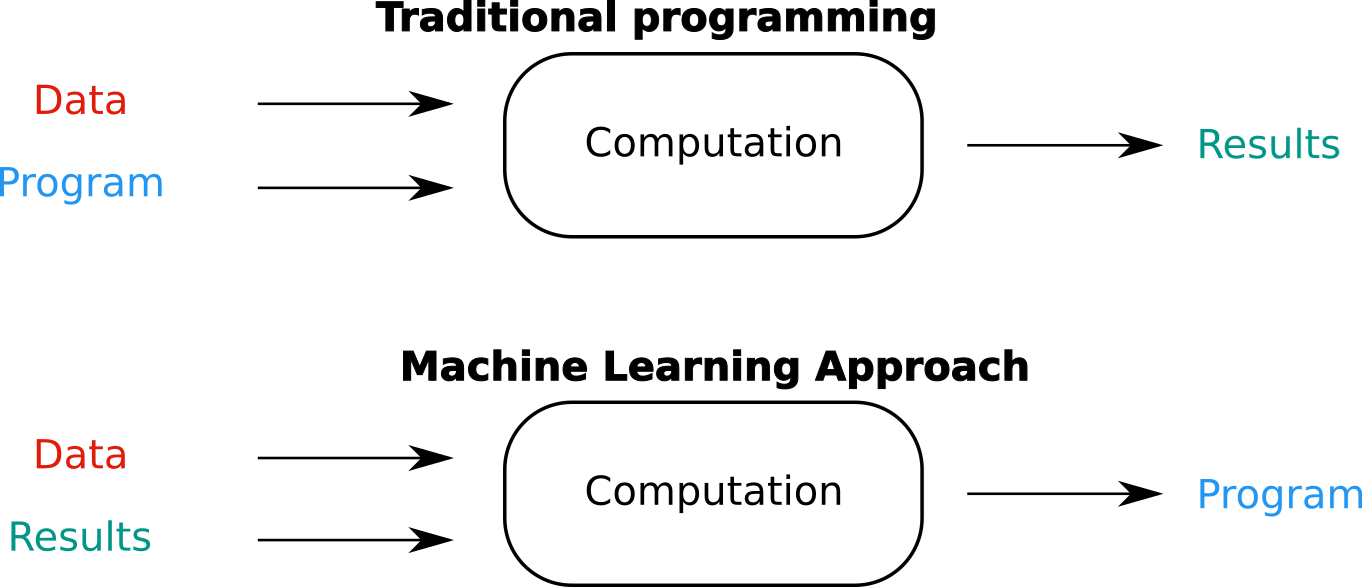 Traditional programming
Data
Program
Computation
Results
Machine Learning Approach
Data
Results
Computation
Program